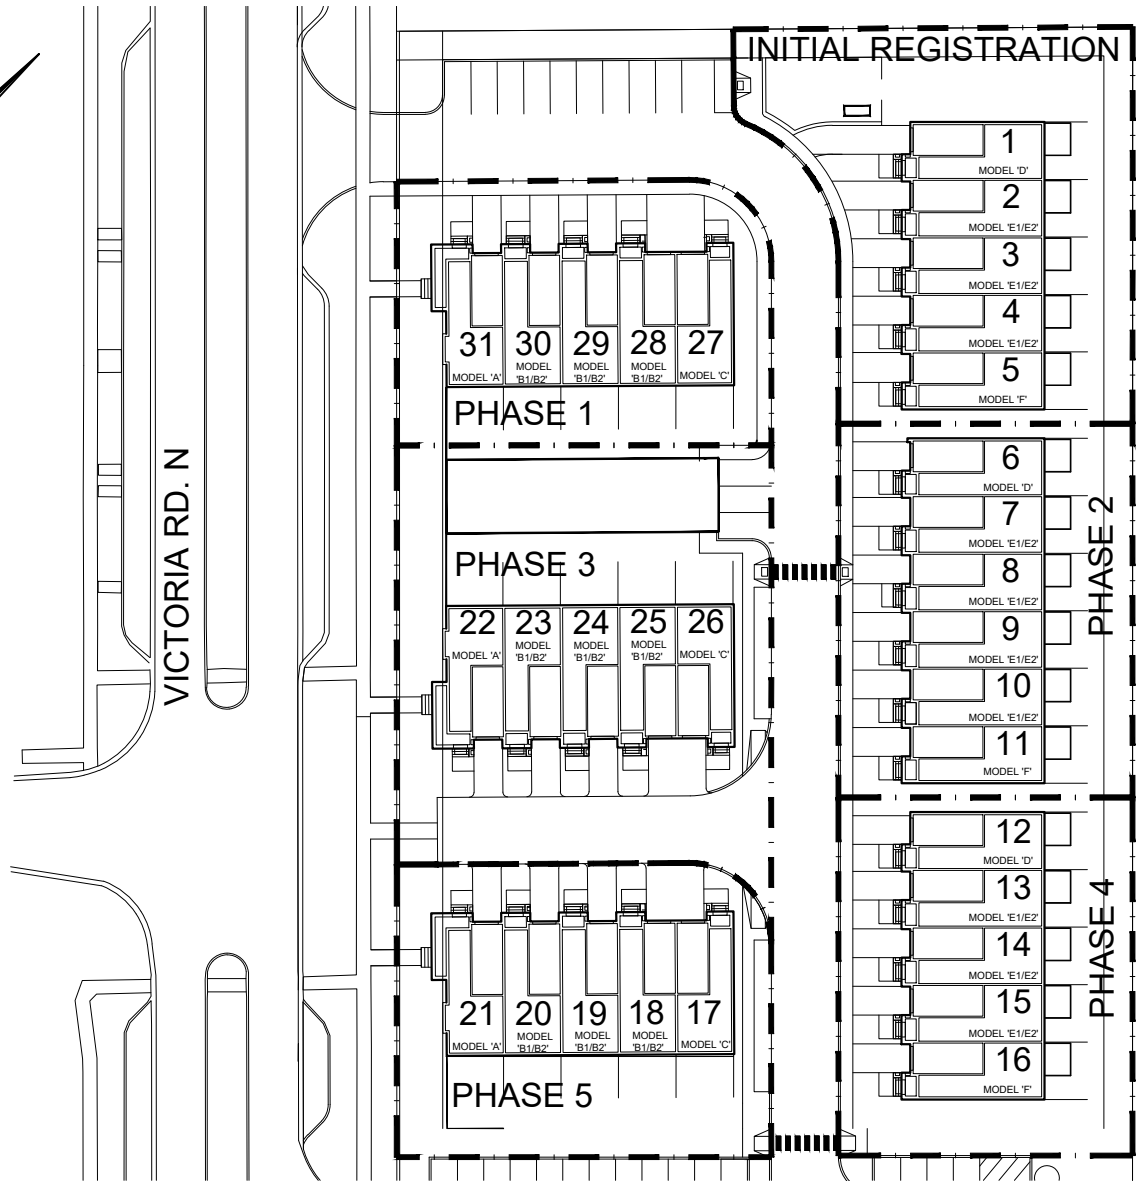 INITIAL REGISTRATION
1
MODEL 'D'
2
MODEL 'E1/E2'
3
MODEL 'E1/E2'
4
MODEL 'E1/E2'
5
MODEL 'F'
31
MODEL 'A'
30
MODEL
'B1/B2'
29
MODEL
'B1/B2'
28
MODEL
'B1/B2'
27
MODEL 'C'
PHASE 1
VICTORIA RD. N
PHASE 3
22
MODEL 'A'
23
MODEL
'B1/B2'
24
MODEL
'B1/B2'
25
MODEL
'B1/B2'
26
MODEL 'C'
6
MODEL 'D'
7
MODEL 'E1/E2'
8
MODEL 'E1/E2'
9
MODEL 'E1/E2'
10
MODEL 'E1/E2'
11
MODEL 'F'
PHASE 2
12
MODEL 'D'
13
MODEL 'E1/E2'
14
MODEL 'E1/E2'
15
MODEL 'E1/E2'
16
MODEL 'F'
PHASE 4
21
MODEL 'A'
20
MODEL
'B1/B2'
19
MODEL
'B1/B2'
18
MODEL
'B1/B2'
17
MODEL 'C'
PHASE 5